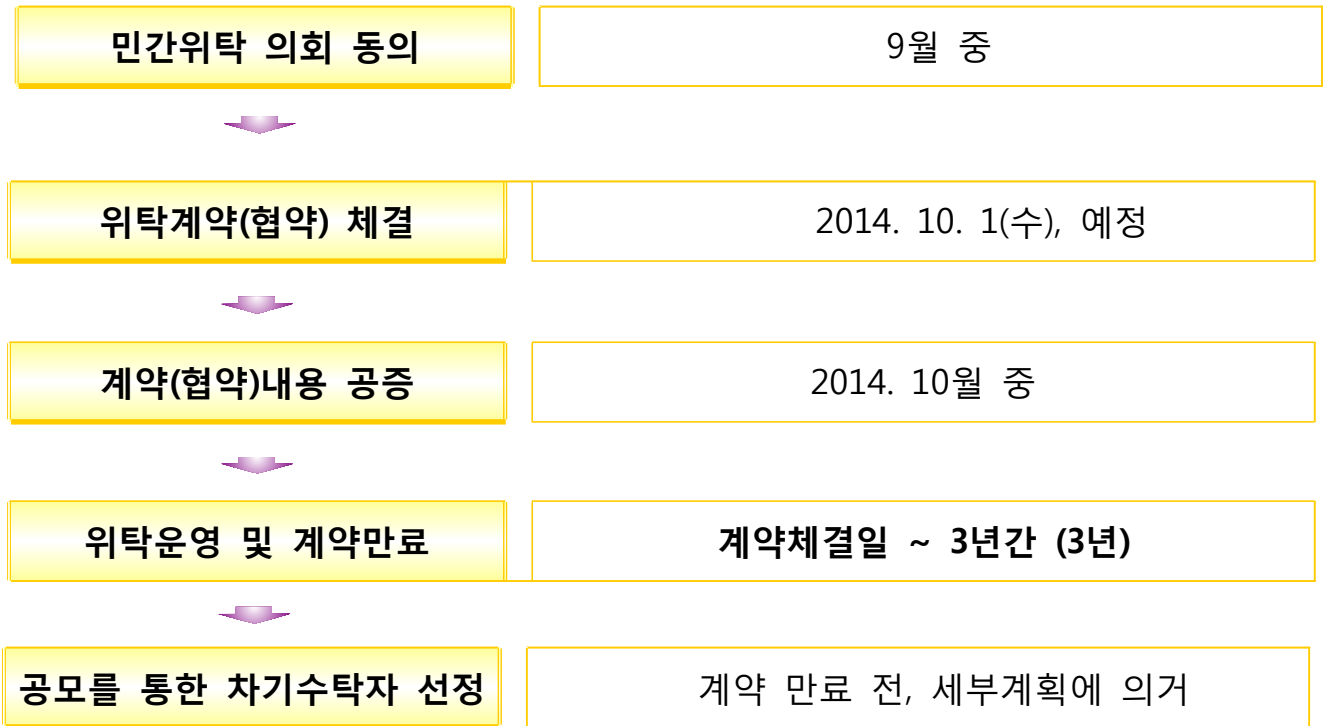 민간위탁 의회 동의
9월 중
위탁계약(협약) 체결
2014. 10. 1(수), 예정
계약(협약)내용 공증
2014. 10월 중
위탁운영 및 계약만료
계약체결일 ~ 3년간 (3년)
공모를 통한 차기수탁자 선정
계약 만료 전, 세부계획에 의거